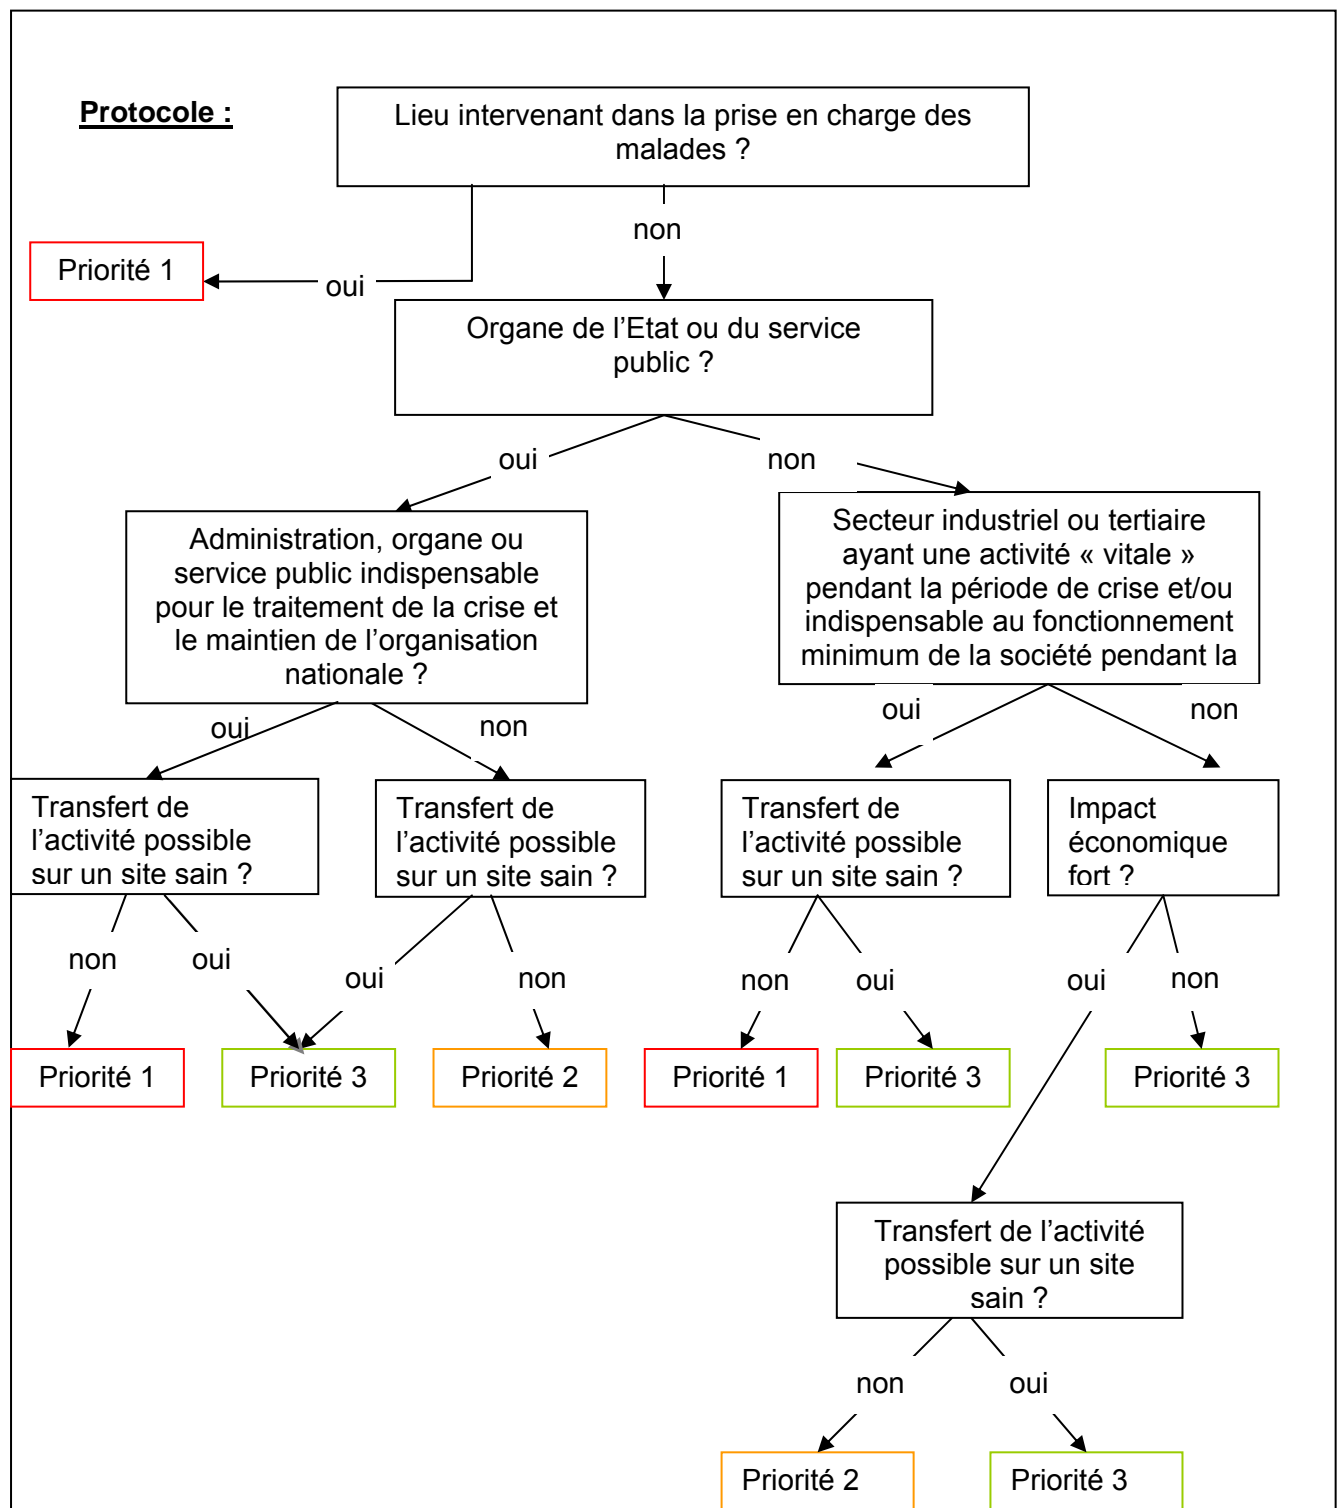 Protocole :
Lieu intervenant dans la prise en charge des
malades ?
non
Priorité 1
oui
Organe de l’Etat ou du service
public ?
oui
non
Administration, organe ou
service public indispensable
pour le traitement de la crise et
le maintien de l’organisation
nationale ?
Secteur industriel ou tertiaire
ayant une activité « vitale »
pendant la période de crise et/ou
indispensable au fonctionnement
minimum de la société pendant la
oui
non
oui
non
Transfert de
l’activité possible
sur un site sain ?
Transfert de
l’activité possible
sur un site sain ?
Transfert de
l’activité possible
sur un site sain ?
Impact
économique
fort ?
non
oui
oui
non
non
oui
oui
non
Priorité 1
Priorité 3
Priorité 2
Priorité 1
Priorité 3
Priorité 3
Transfert de l’activité
possible sur un site
sain ?
non
oui
Priorité 2
Priorité 3